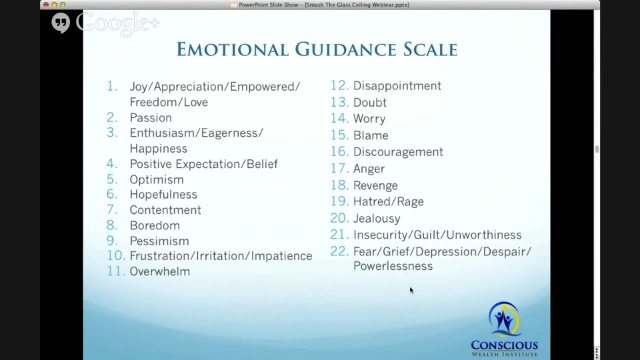 PowerPoint Slide Show - [Smash The Glass Ceiling Webinar.pptx]
Google+
EMOTIONAL GUIDANCE SCALE
1. Joy/Appreciation/Empowered/
Freedom/Love
2. Passion
3. Enthusiasm/Eagerness/
Happiness
4. Positive Expectation/Belief
5. Optimism
6. Hopefulness
7. Contentment
8. Boredom
9. Pessimism
10. Frustration/Irritation/Impatience
11. Overwhelm
12. Disappointment
13. Doubt
14. Worry
15. Blame
16. Discouragement
17. Anger
18. Revenge
19. Hatred/Rage
20. Jealousy
21. Insecurity/Guilt/Unworthiness
22. Fear/Grief/Depression/Despair/
Powerlessness
CONSCIOUS
WEALTH INSTITUTE